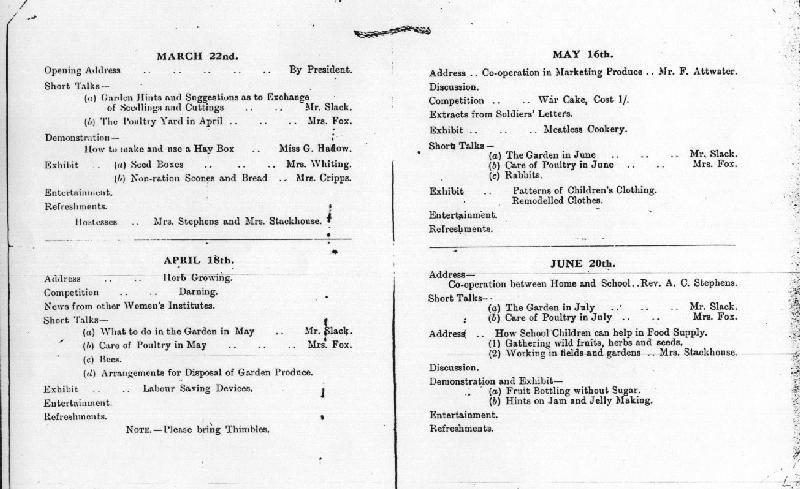 MARCH 22nd.
Opening Address .. .. .. .. .. By President.
Short Talks—
(a) Garden Hints and Suggestions as to Exchange
of Seedlings and Cuttings .. .. Mr. Slack.
(b) The Poultry Yard in April .. .. .. Mrs. Fox.
Demonstration—
How to make and use a Hay Box .. Miss G. Hadow.
Exhibit .. (a) Seed Boxes .. .. .. Mrs. Whiting.
(b) Non-ration Scones and Bread .. Mrs. Cripps.
Entertainment.
Refreshments.
Hostesses .. Mrs. Stephens and Mrs. Stackhouse.
APRIL 18th.
Address .. .. Herb Growing.
Competition .. .. Darning.
News from other Women's Institutes.
Short Talks—
(a) What to do in the Garden in May .. Mr. Slack.
(b) Care of Poultry in May .. .. .. Mrs. Fox.
(c) Bees.
(d) Arrangements for Disposal of Garden Produce.
Exhibit .. .. Labour Saving Devices.
Entertainment.
Refreshments.
NOTE.—Please bring Thimbles.
MAY 16th.
Address .. Co-operation in Marketing Produce .. Mr. F. Attwater.
Discussion.
Competition .. .. War Cake, Cost 1/.
Extracts from Soldiers' Letters.
Exhibit .. .. .. Meatless Cookery.
Short Talks —
(a) The Garden in June .. .. .. Mr. Slack.
(b) Care of Poultry in June .. .. Mrs. Fox.
(c) Rabbits.
Exhibit .. Patterns of Children's Clothing.
Remodelled Clothes.
Entertainment.
Refreshments.
JUNE 20th.
Address—
Co-operation between Home and School..Rev. A. C. Stephens.
Short Talks—
(a) The Garden in July .. .. .. Mr. Slack.
(b) Care of Poultry in July .. .. Mrs. Fox.
Address .. How School Children can help in Food Supply.
(1) Gathering wild fruits, herbs and seeds.
(2) Working in fields and gardens .. Mrs. Stackhouse.
Discussion.
Demonstration and Exhibit—
(a) Fruit Bottling without Sugar.
(b) Hints on Jam and Jelly Making.
Entertainment.
Refreshments.